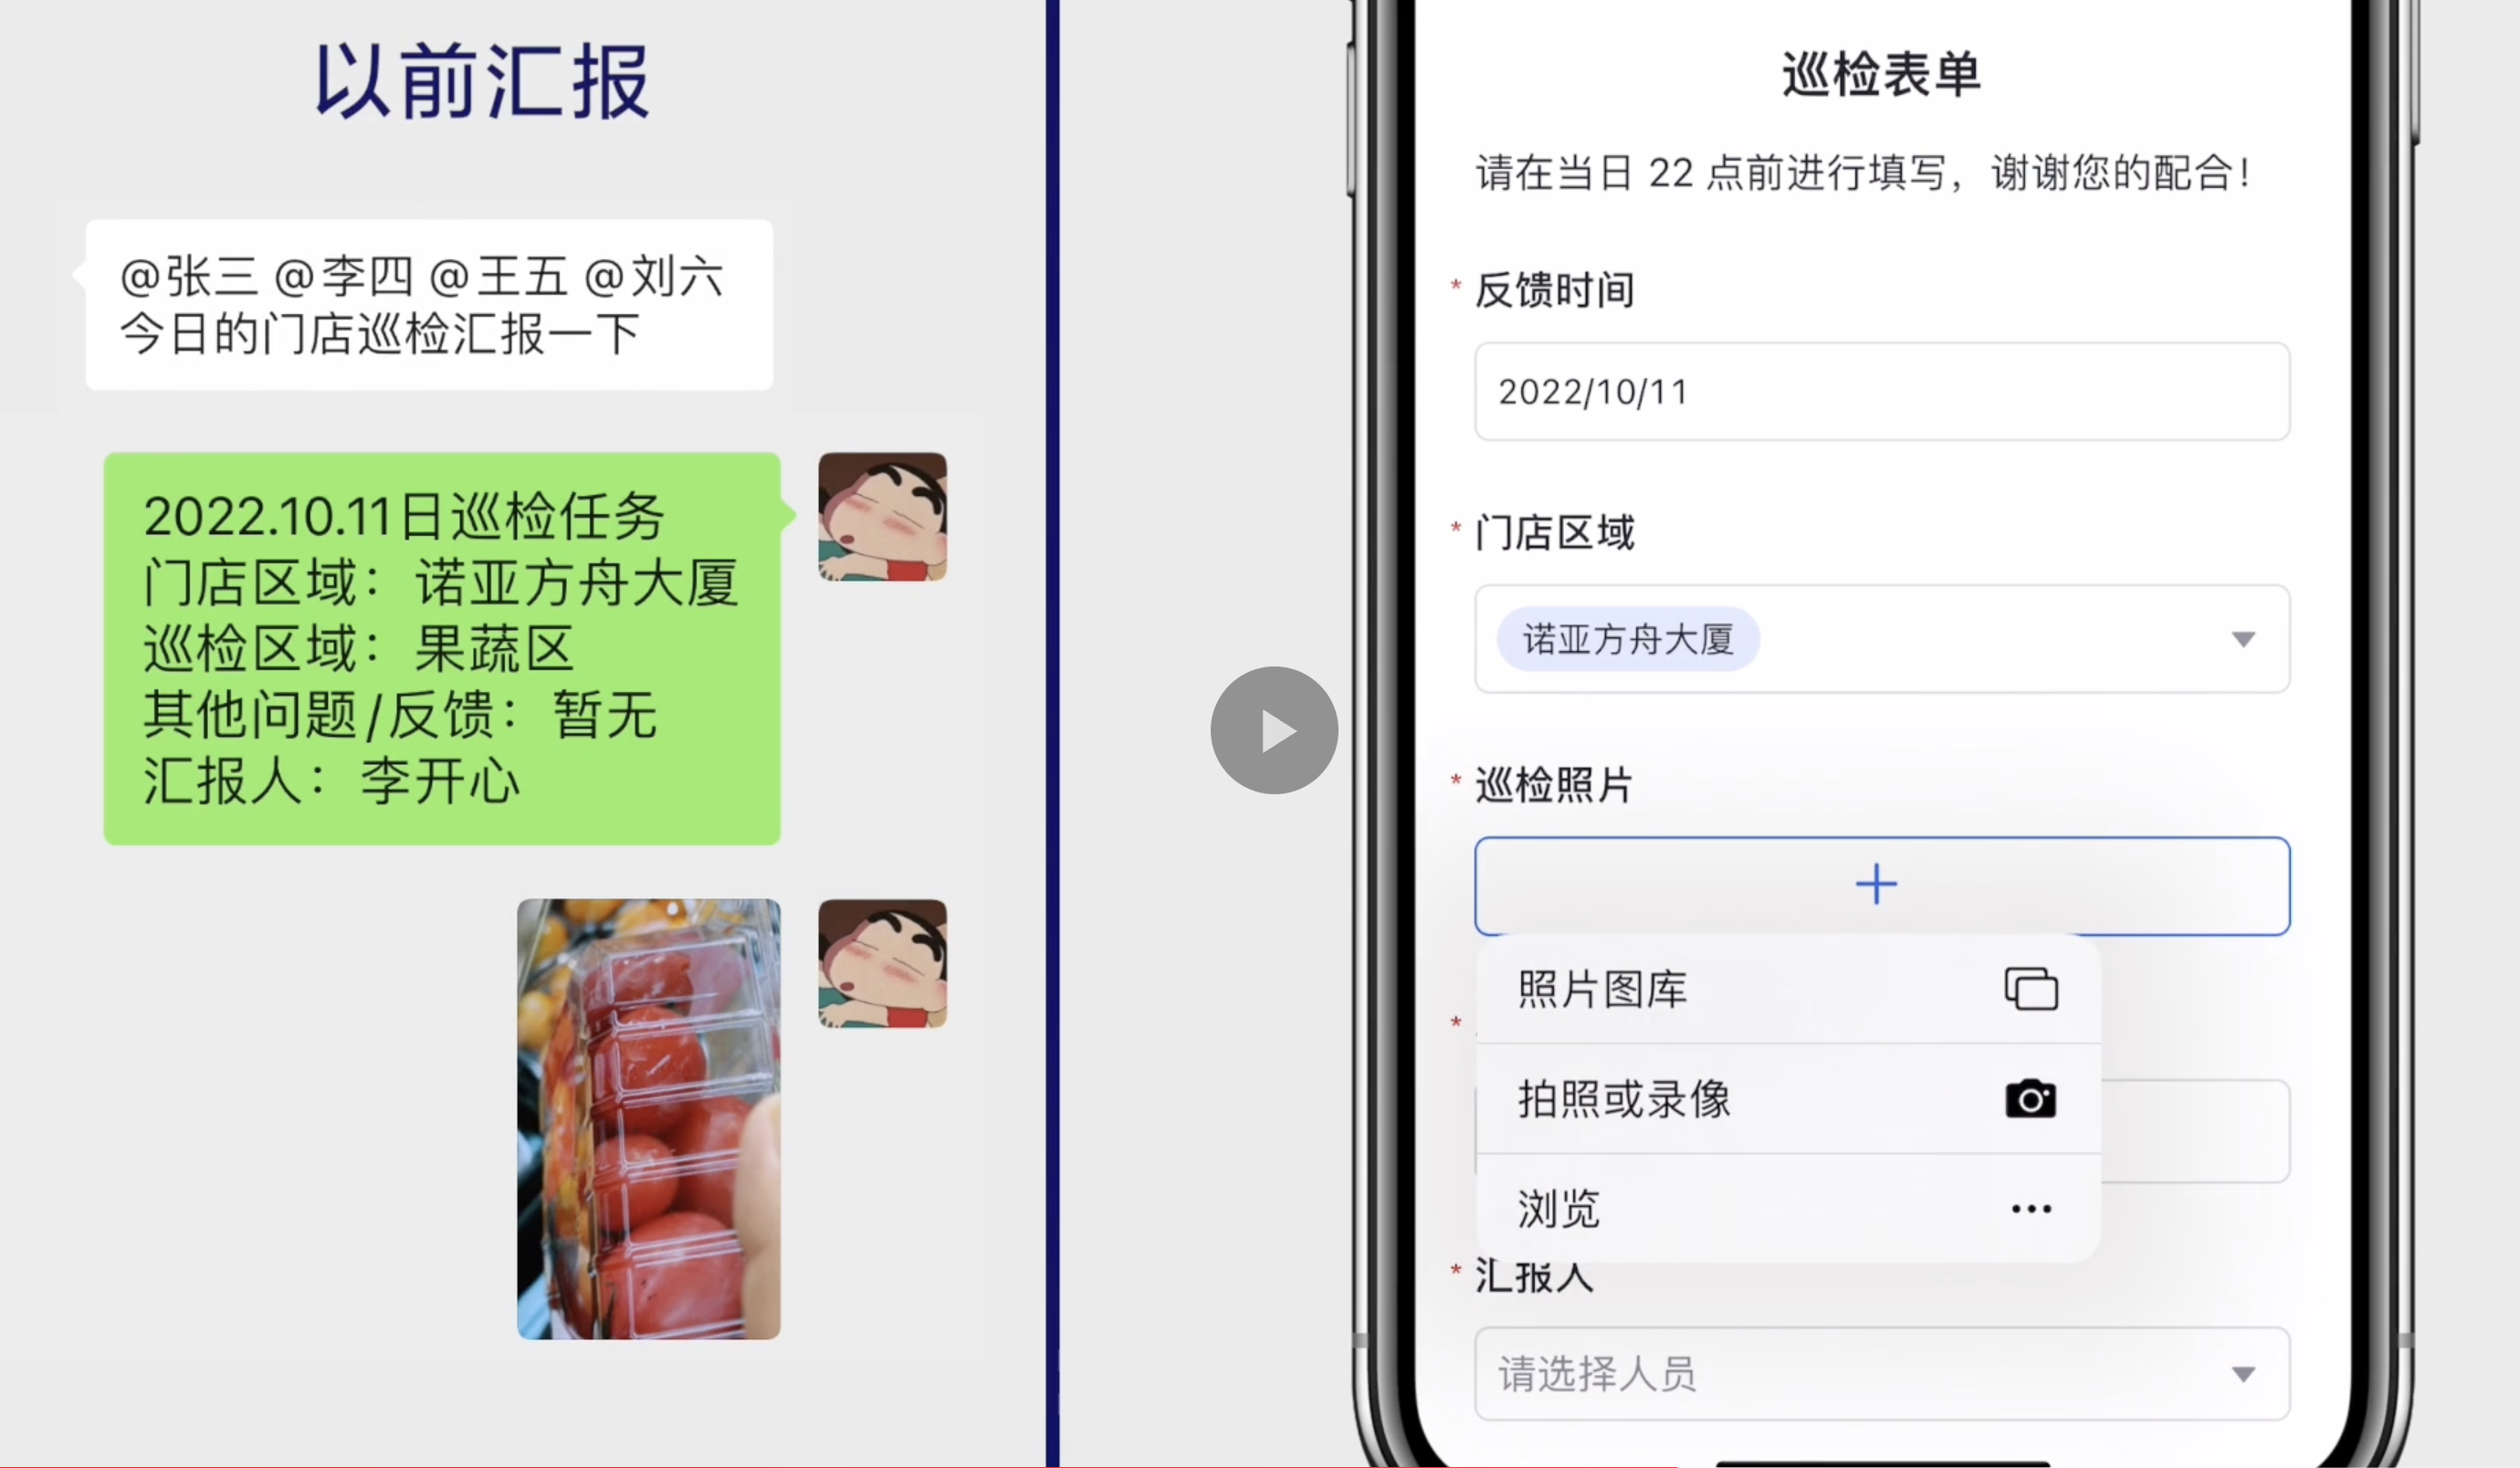 以前汇报
@张三 @李四 @王五 @刘六
今日的门店巡检汇报一下
2022.10.11日巡检任务
门店区域：诺亚方舟大厦
巡检区域：果蔬区
其他问题/反馈：暂无
汇报人：李开心
巡检表单
请在当日 22 点前进行填写，谢谢您的配合！
* 反馈时间
2022/10/11
* 门店区域
诺亚方舟大厦
* 巡检照片
+
照片图库
*
拍照或录像
浏览
* 汇报人
请选择人员